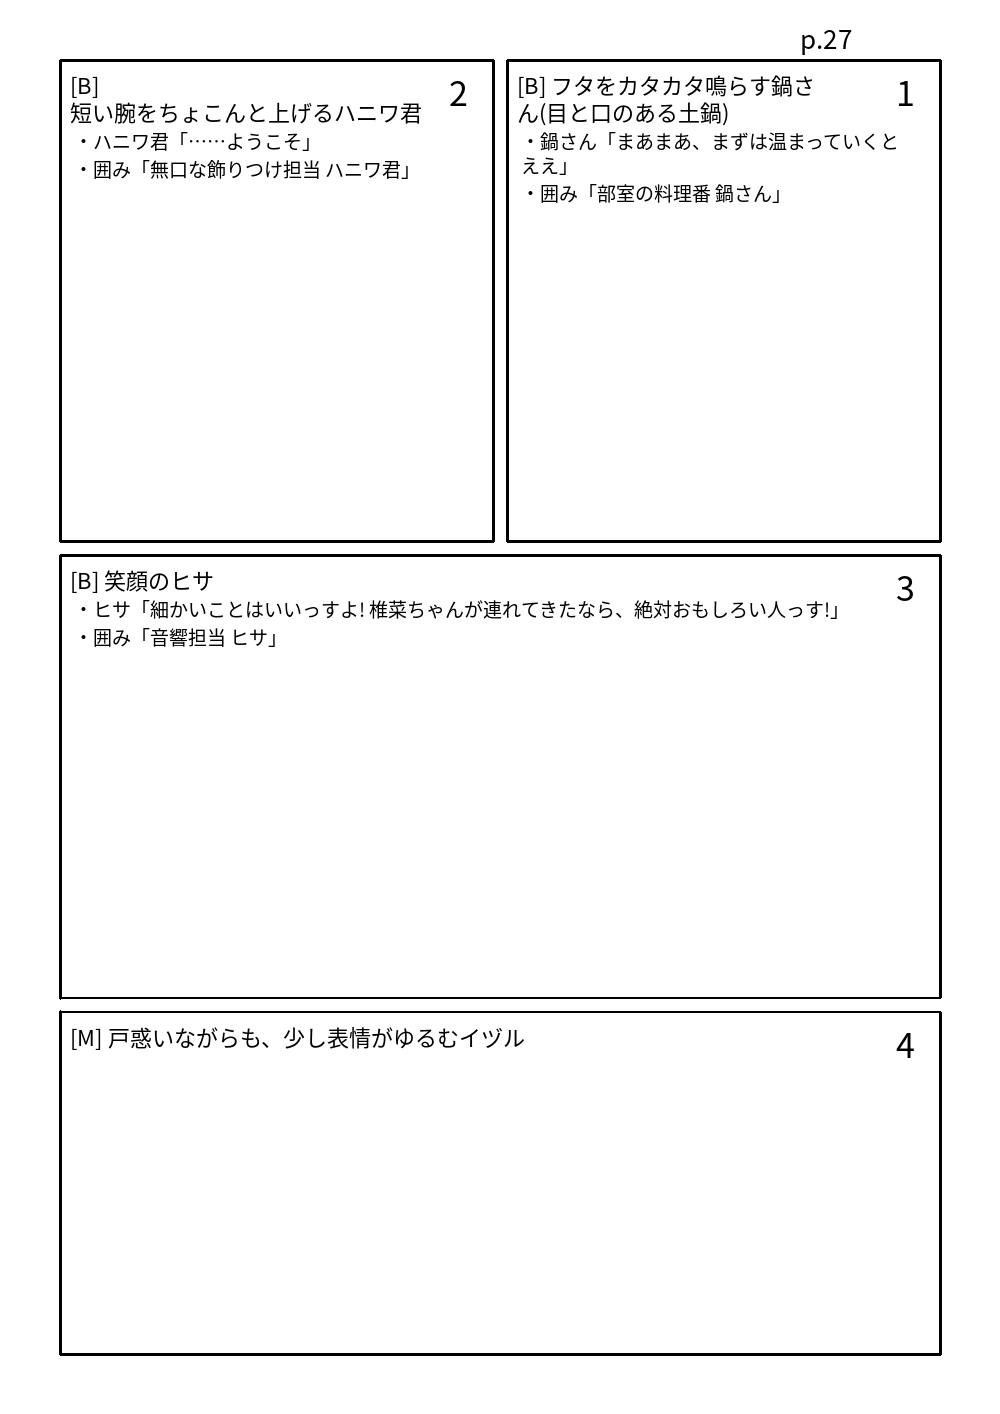 p.27
1
[B] フタをカタカタ鳴らす鍋さ
ん(目と口のある土鍋)
・鍋さん「まあまあ、まずは温まっていくと
ええ」
・囲み「部室の料理番 鍋さん」
2
[B]
短い腕をちょこんと上げるハニワ君
・ハニワ君「……ようこそ」
・囲み「無口な飾りつけ担当 ハニワ君」
3
[B] 笑顔のヒサ
・ヒサ「細かいことはいいっすよ! 椎菜ちゃんが連れてきたなら、絶対おもしろい人っす!」
・囲み「音響担当 ヒサ」
4
[M] 戸惑いながらも、少し表情がゆるむイヅル